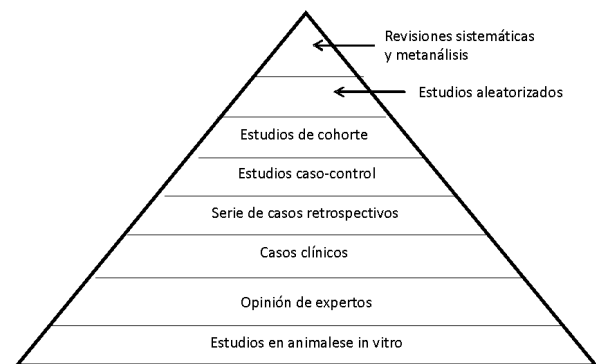 Revisiones sistemáticas
y metanálisis
Estudios aleatorizados
Estudios de cohorte
Estudios caso-control
Serie de casos retrospectivos
Casos clínicos
Opinión de expertos
Estudios en animalese in vitro